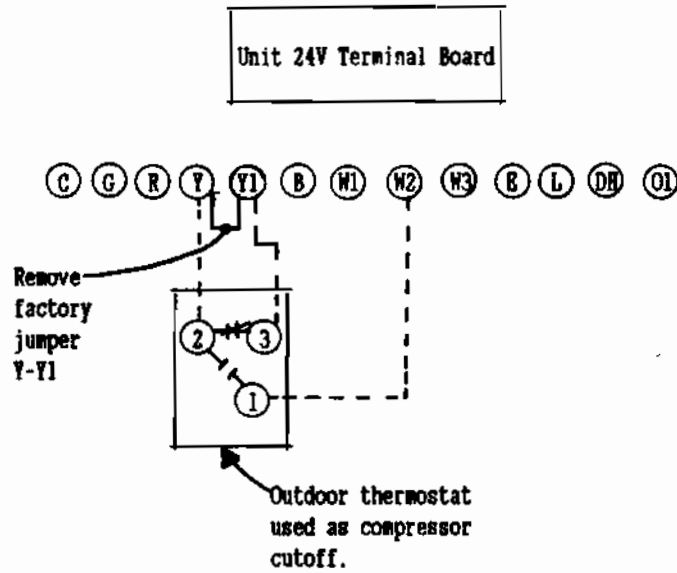 Unit 24V Terminal Board
C G R Y Y1 B W1 W2 W3 E L DH O1
Remove
factory
jumper
Y-Y1
2 3
1
Outdoor thermostat
used as compressor
cutoff.